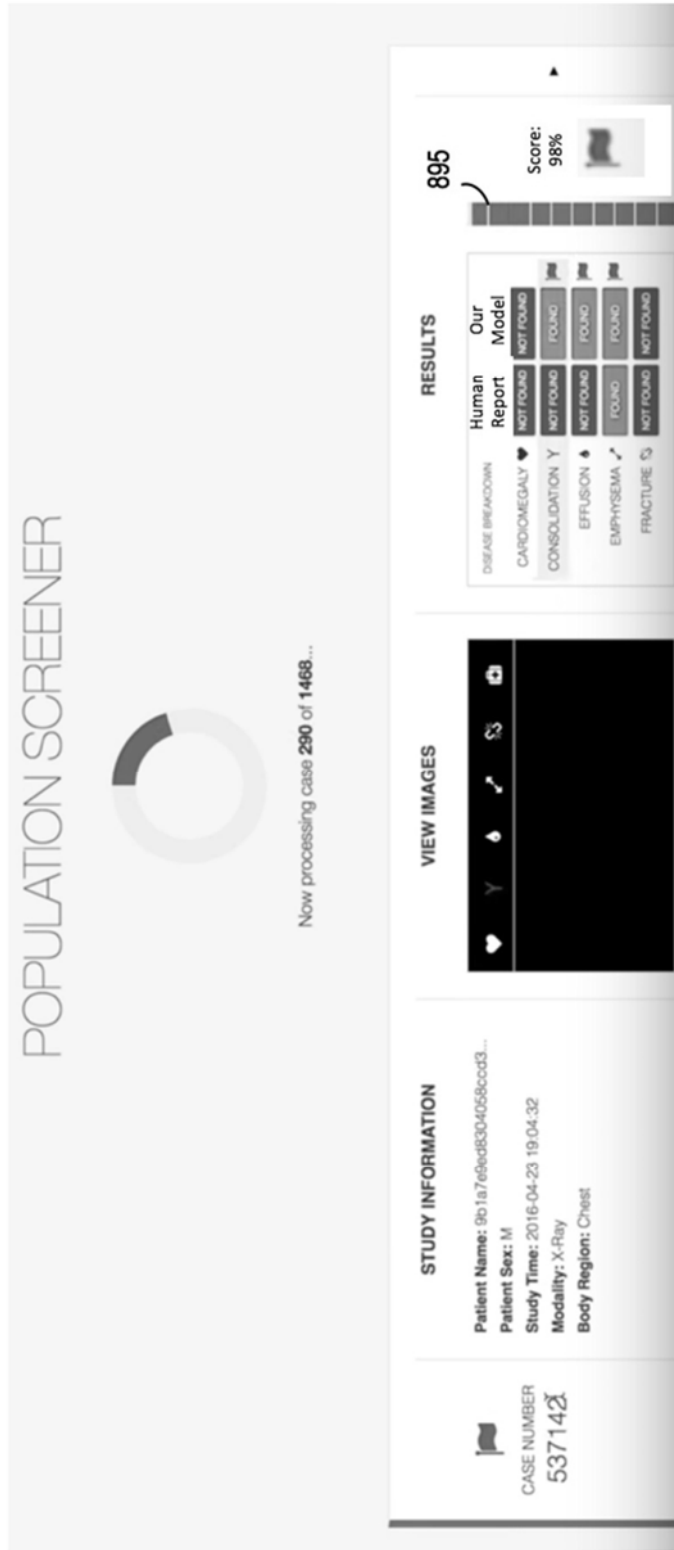 POPULATION SCREENER
Now processing case 290 of 1468...
CASE NUMBER
537142
STUDY INFORMATION
Patient Name: 9b1a7e9ed8304058ccd3...
Patient Sex: M
Study Time: 2016-04-23 19:04:32
Modality: X-Ray
Body Region: Chest
VIEW IMAGES
RESULTS
DISEASE BREAKDOWN
Human Report
Our Model
CARDIOMEGALY NOT FOUND NOT FOUND
CONSOLIDATION NOT FOUND FOUND
EFFUSION NOT FOUND FOUND
EMPHYSEMA FOUND FOUND
FRACTURE NOT FOUND NOT FOUND
895
Score:
98%